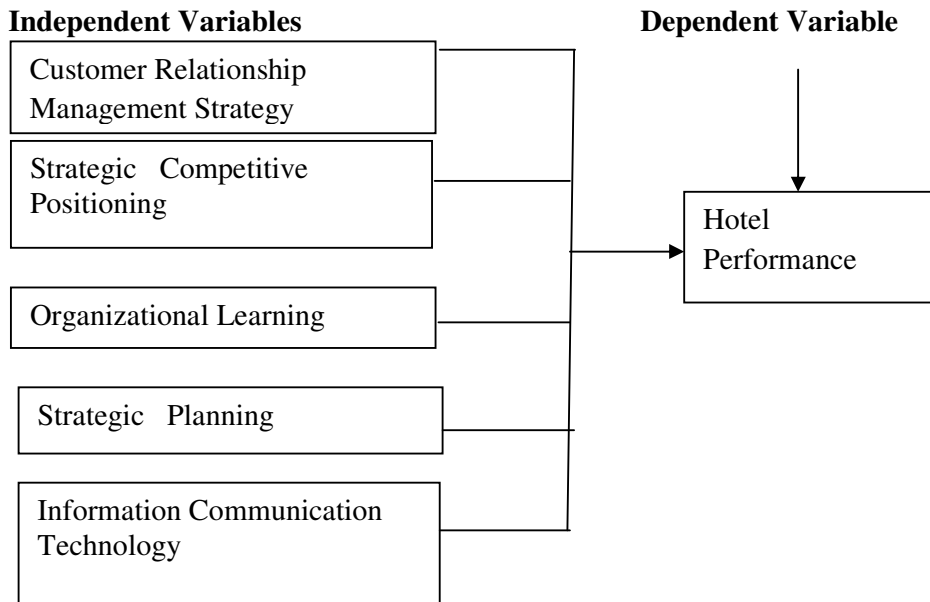 Independent Variables
Dependent Variable
Customer Relationship
Management Strategy
Strategic Competitive
Positioning
Hotel
Performance
Organizational Learning
Strategic Planning
Information Communication
Technology